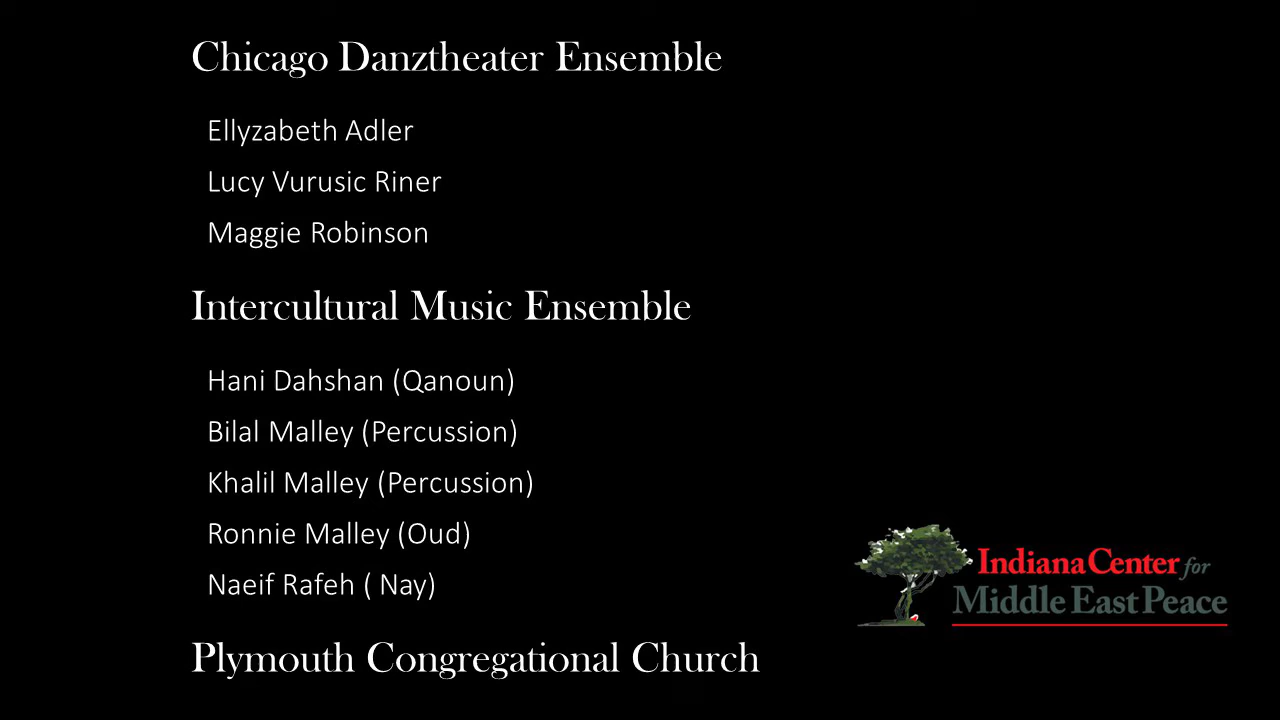 Chicago Danztheater Ensemble
Ellyzabeth Adler
Lucy Vurusic Riner
Maggie Robinson
Intercultural Music Ensemble
Hani Dahshan (Qanoun)
Bilal Malley (Percussion)
Khalil Malley (Percussion)
Ronnie Malley (Oud)
Naeif Rafeh ( Nay)
Plymouth Congregational Church
Indiana Center for
Middle East Peace